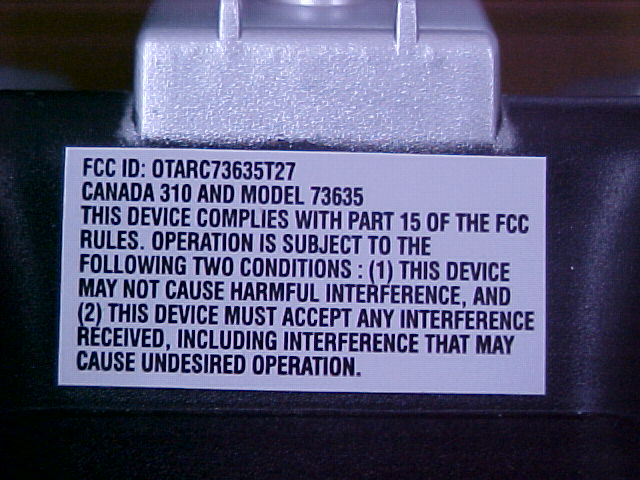 FCC ID: OTARC73635T27
CANADA 310 AND MODEL 73635
THIS DEVICE COMPLIES WITH PART 15 OF THE FCC
RULES. OPERATION IS SUBJECT TO THE
FOLLOWING TWO CONDITIONS : (1) THIS DEVICE
MAY NOT CAUSE HARMFUL INTERFERENCE, AND
(2) THIS DEVICE MUST ACCEPT ANY INTERFERENCE
RECEIVED, INCLUDING INTERFERENCE THAT MAY
CAUSE UNDESIRED OPERATION.